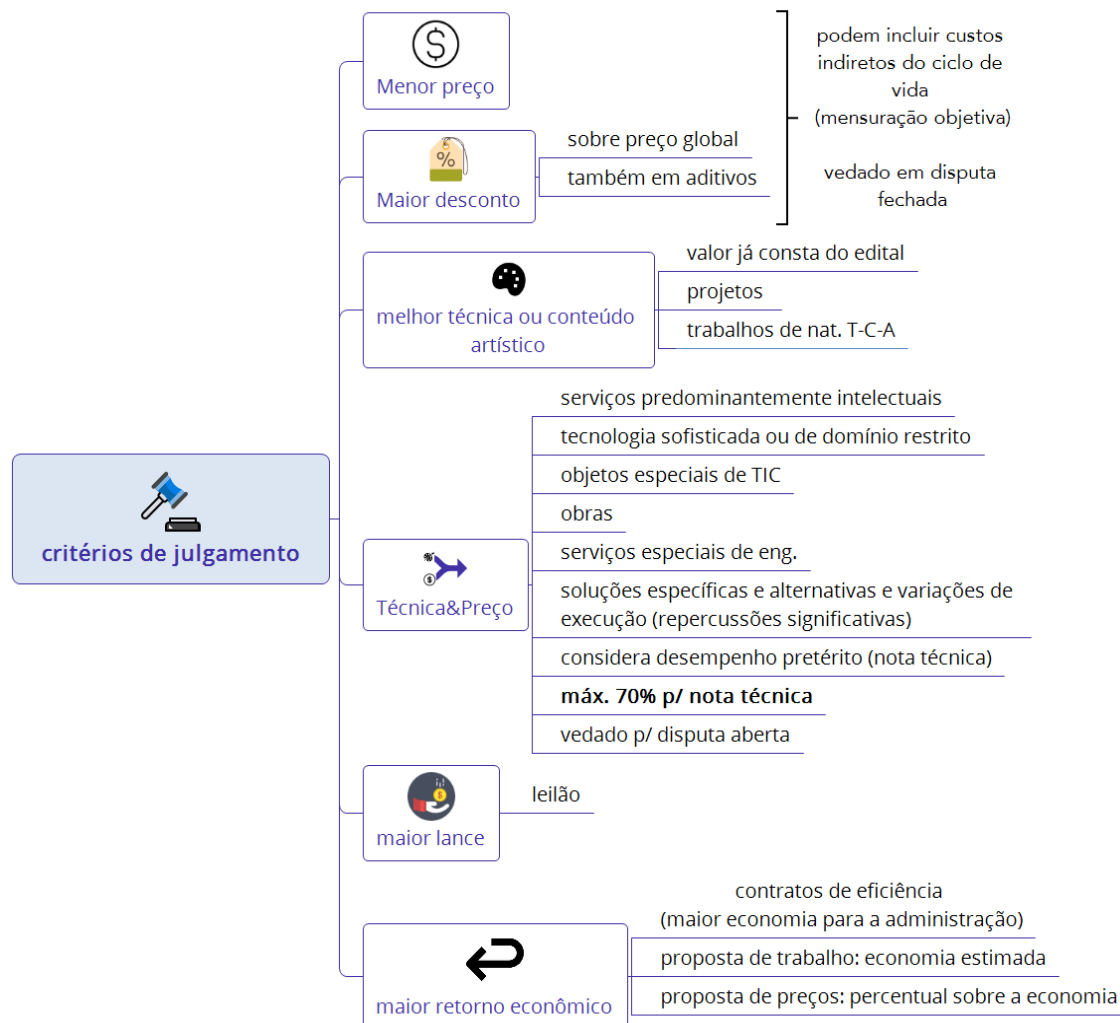 critérios de julgamento
Menor preço
Maior desconto
sobre preço global
também em aditivos
podem incluir custos
indiretos do ciclo de
vida
(mensuração objetiva)
vedado em disputa
fechada
melhor técnica ou conteúdo
artístico
valor já consta do edital
projetos
trabalhos de nat. T-C-A
Técnica&Preço
serviços predominantemente intelectuais
tecnologia sofisticada ou de domínio restrito
objetos especiais de TIC
obras
serviços especiais de eng.
soluções específicas e alternativas e variações de
execução (repercussões significativas)
considera desempenho pretérito (nota técnica)
máx. 70% p/ nota técnica
vedado p/ disputa aberta
maior lance
leilão
maior retorno econômico
contratos de eficiência
(maior economia para a administração)
proposta de trabalho: economia estimada
proposta de preços: percentual sobre a economia